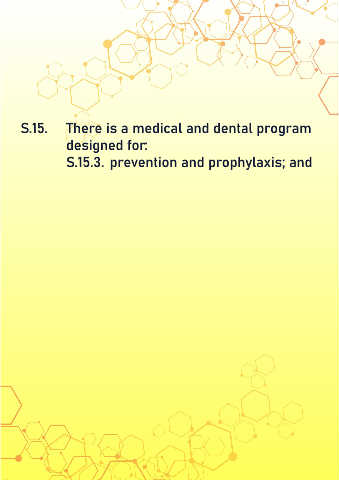 S.15. There is a medical and dental program
designed for:
S.15.3. prevention and prophylaxis; and